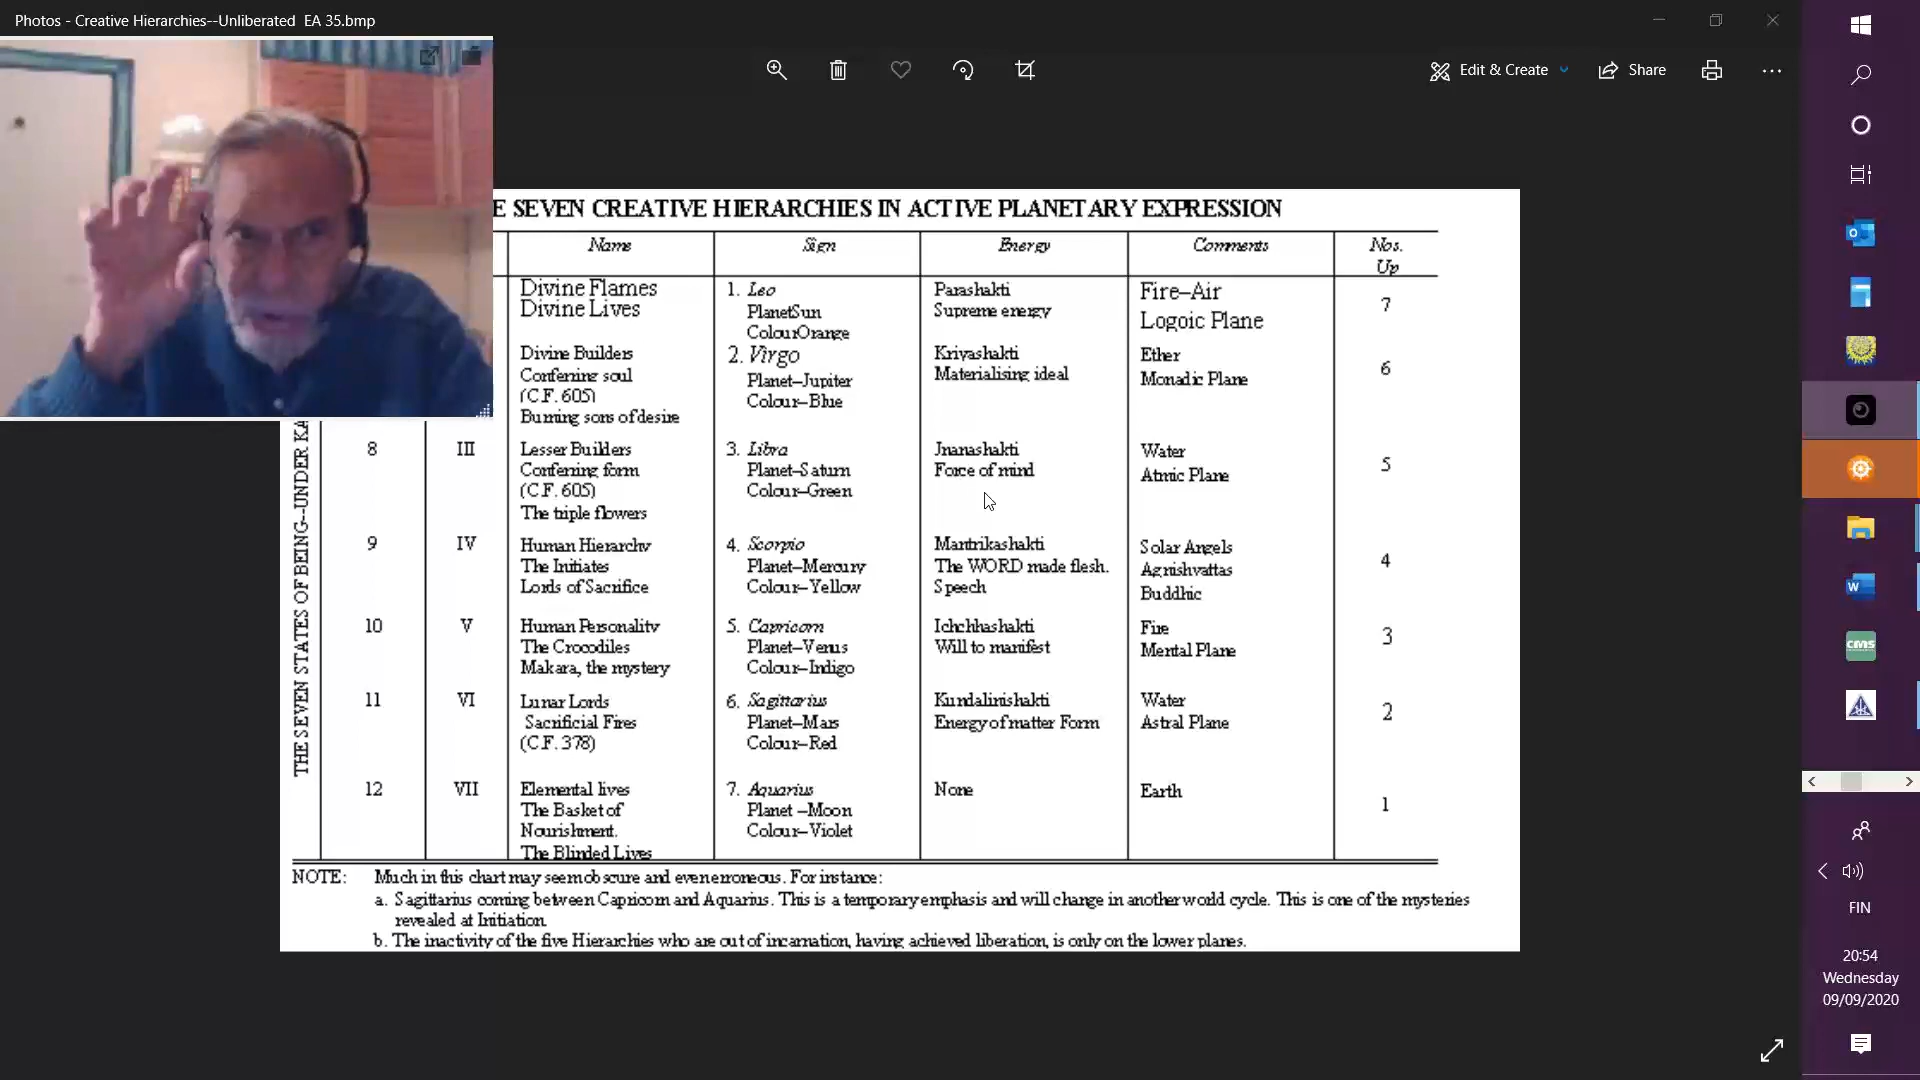 Photos - Creative Hierarchies--Unliberated EA 35.bmp
Edit & Create
Share
E SEVEN CREATIVE HIERARCHIES IN ACTIVE PLANETARY EXPRESSION
Name Sign Energy Comments Nos.
Up
Divine Flames 1. Leo Parashakti Fire–Air 7
Divine Lives PlanetSun Supreme energy Logoic Plane
ColourOrange
Divine Builders 2. Virgo Kriyashakti Ether 6
Conferring soul Planet–Jupiter Materialising ideal Monadic Plane
(C.F. 605) Colour–Blue
Burning sons of desire
8 III Lesser Builders 3. Libra Jnanashakti Water 5
Conferring form Planet–Saturn Force of mind Atmic Plane
(C.F. 605) Colour–Green
The triple flowers
9 IV Human Hierarchy 4. Scorpio Mantrikashakti Solar Angels 4
The Initiates Planet–Mercury The WORD made flesh. Agnishvattas
Lords of Sacrifice Colour–Yellow Speech Buddhic
10 V Human Personality 5. Capricorn Ichchhashakti Fire 3
The Crocodiles Planet–Venus Will to manifest Mental Plane
Makara, the mystery Colour–Indigo
11 VI Lunar Lords 6. Sagittarius Kundalinishakti Water 2
Sacrificial Fires Planet–Mars Energy of matter Form Astral Plane
(C.F. 378) Colour–Red
12 VII Elemental lives 7. Aquarius None Earth 1
The Basket of Planet –Moon
Nourishment. Colour–Violet
The Blinded Lives
THE SEVEN STATES OF BEING--UNDER KA
NOTE: Much in this chart may seem obscure and even erroneous. For instance:
a. Sagittarius coming between Capricorn and Aquarius. This is a temporary emphasis and will change in another world cycle. This is one of the mysteries
revealed at Initiation.
b. The inactivity of the five Hierarchies who are out of incarnation, having achieved liberation, is only on the lower planes.
CMS
FIN
20:54
Wednesday
09/09/2020